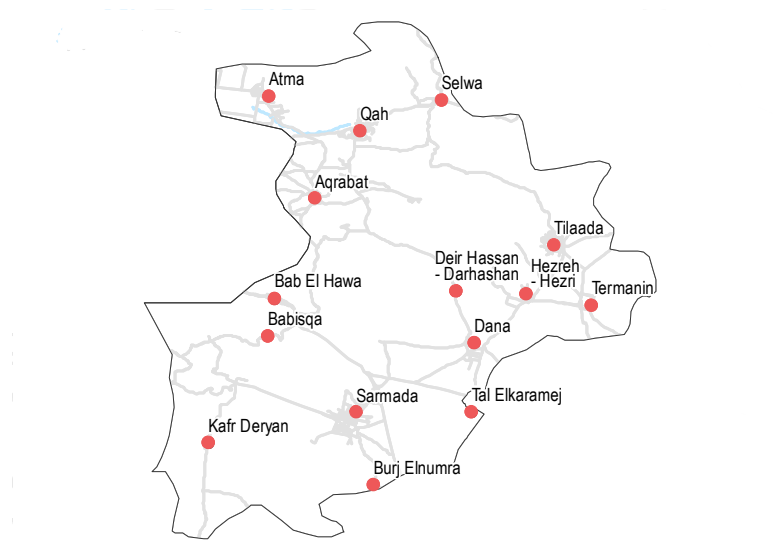 Atma
Selwa
Qah
Aqrabat
Tilaada
Deir Hassan
- Darhashan
Hezreh
- Hezri
Bab El Hawa
Termanin
Babisqa
Dana
Sarmada
Tal Elkaramej
Kafr Deryan
Burj Elnumra